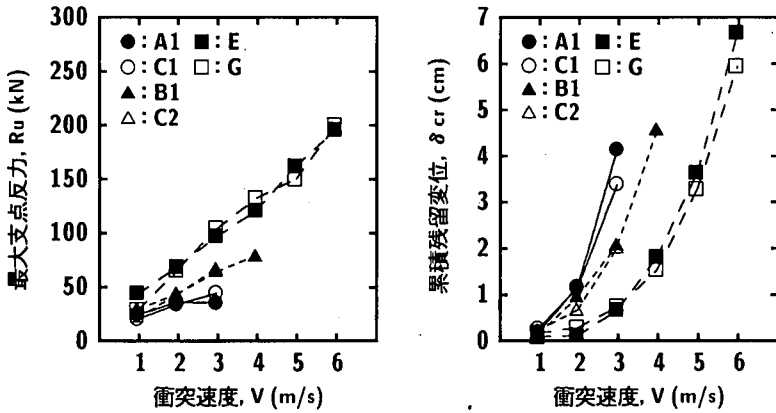 最大支点反力, Ru (kN)
300
250
200
150
100
50
0
●: A1
○: C1
▲: B1
△: C2
■: E
□: G
1 2 3 4 5 6
衝突速度, V (m/s)
累積残留変位, δ cr (cm)
7
6
5
4
3
2
1
0
●: A1
○: C1
▲: B1
△: C2
■: E
□: G
1 2 3 4 5 6
衝突速度, V (m/s)